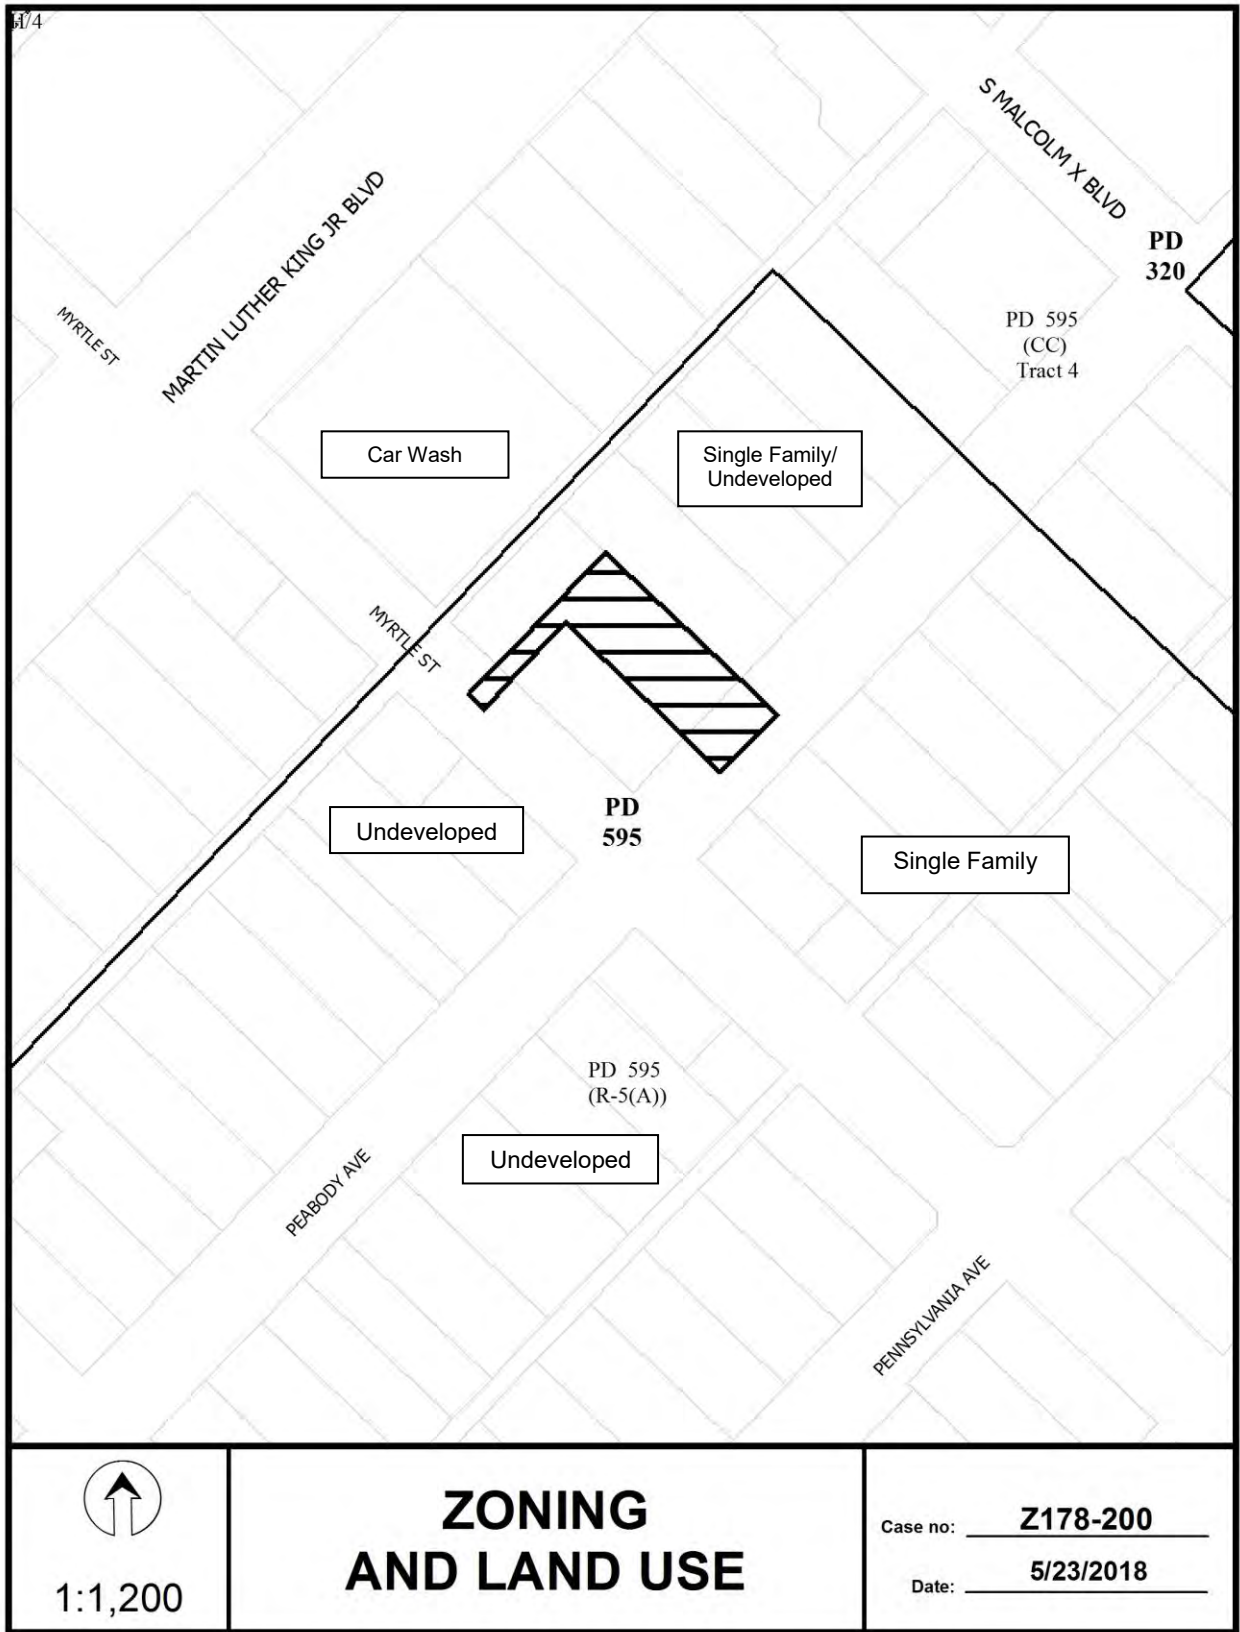 S MALCOLM X BLVD
MARTIN LUTHER KING JR BLVD
PD
320
MYRTLE ST
PD 595
(CC)
Tract 4
Car Wash
Single Family/
Undeveloped
MYRTLE ST
PD
595
Undeveloped
Single Family
PD 595
(R-5(A))
Undeveloped
PEABODY AVE
PENNSYLVANIA AVE
1:1,200
ZONING
AND LAND USE
Case no: Z178-200
Date: 5/23/2018